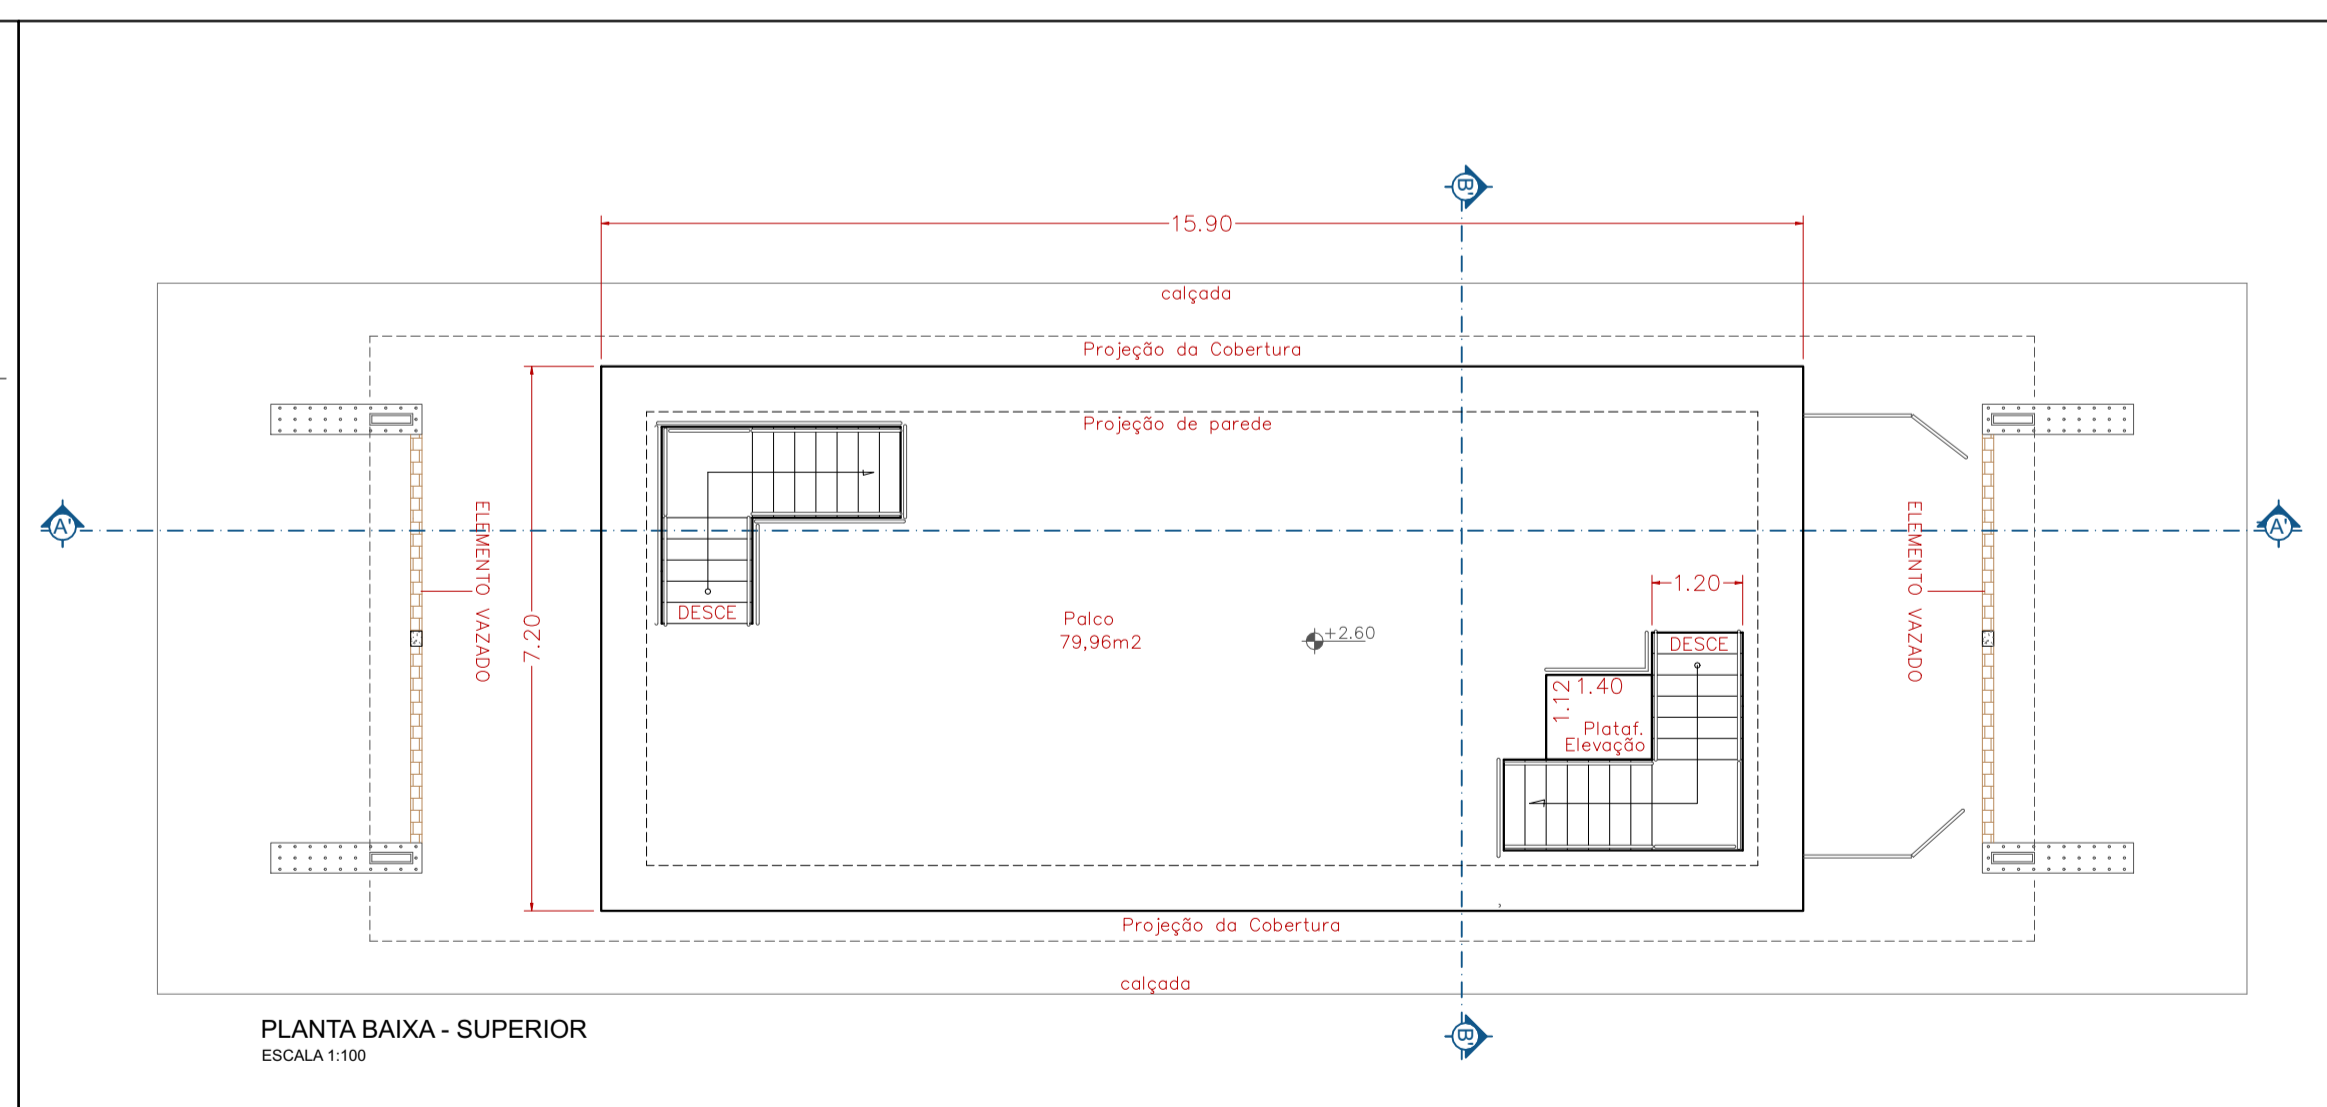 B'
15.90
calçada
Projeção da Cobertura
Projeção de parede
A'
A'
ELEMENTO VAZADO
ELEMENTO VAZADO
7.20
DESCE
Palco
79,96m2
+2.60
1.20
DESCE
1.12
1.40
Plataf.
Elevação
Projeção da Cobertura
calçada
B'
PLANTA BAIXA - SUPERIOR
ESCALA 1:100